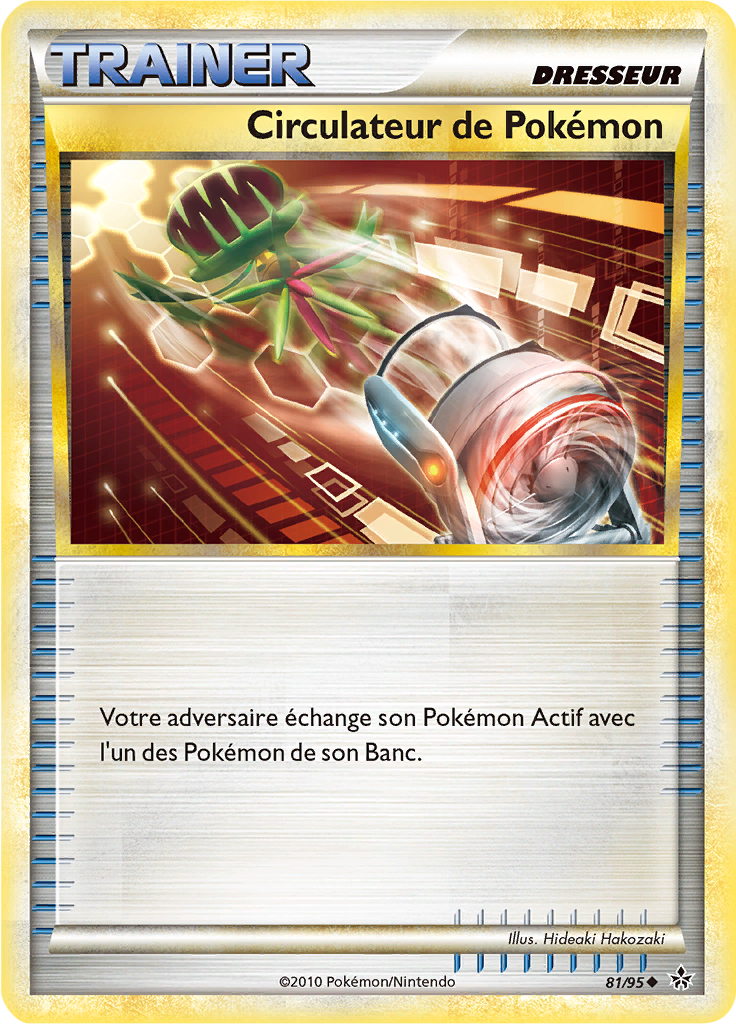 TRAINER
DRESSEUR
Circulateur de Pokémon
Votre adversaire échange son Pokémon Actif avec
l'un des Pokémon de son Banc.
Illus. Hideaki Hakozaki
©2010 Pokémon/Nintendo
81/95